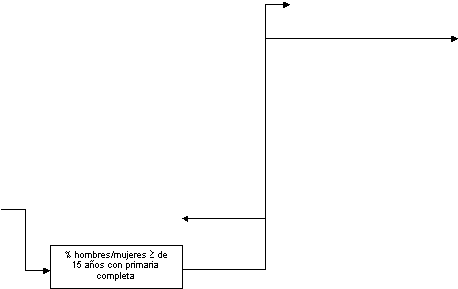 % hombres/mujeres ≥ de
15 años con primaria
completa